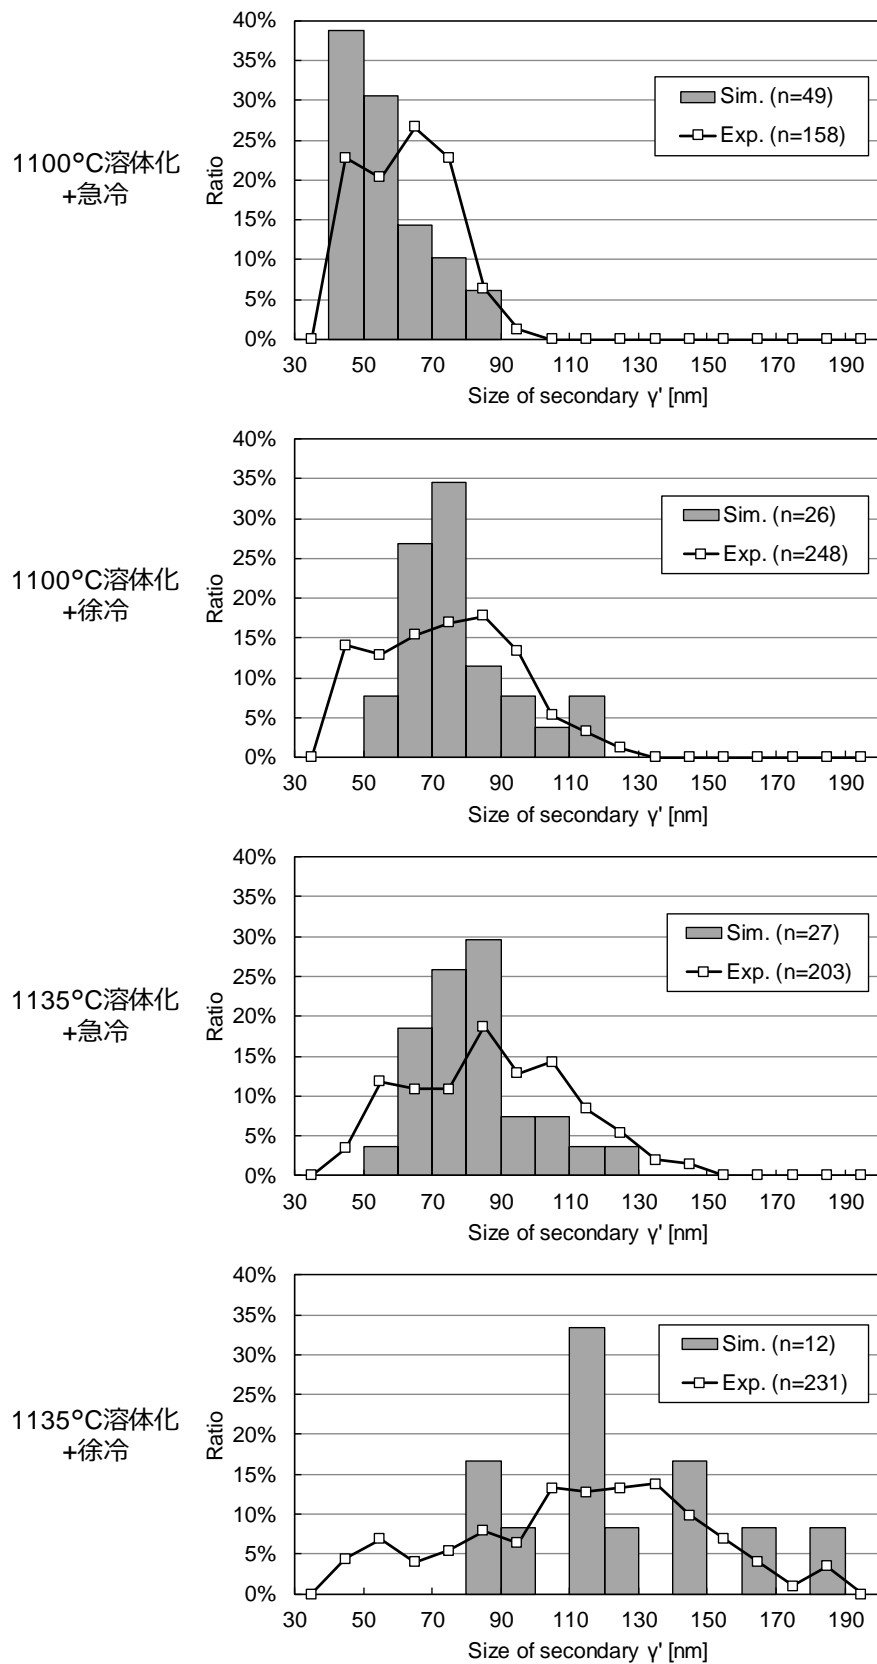 1100°C溶体化
+急冷
Ratio
40%
35%
30%
25%
20%
15%
10%
5%
0%
Sim. (n=49)
Exp. (n=158)
30 50 70 90 110 130 150 170 190
Size of secondary γ' [nm]
1100°C溶体化
+徐冷
Ratio
40%
35%
30%
25%
20%
15%
10%
5%
0%
Sim. (n=26)
Exp. (n=248)
30 50 70 90 110 130 150 170 190
Size of secondary γ' [nm]
1135°C溶体化
+急冷
Ratio
40%
35%
30%
25%
20%
15%
10%
5%
0%
Sim. (n=27)
Exp. (n=203)
30 50 70 90 110 130 150 170 190
Size of secondary γ' [nm]
1135°C溶体化
+徐冷
Ratio
40%
35%
30%
25%
20%
15%
10%
5%
0%
Sim. (n=12)
Exp. (n=231)
30 50 70 90 110 130 150 170 190
Size of secondary γ' [nm]